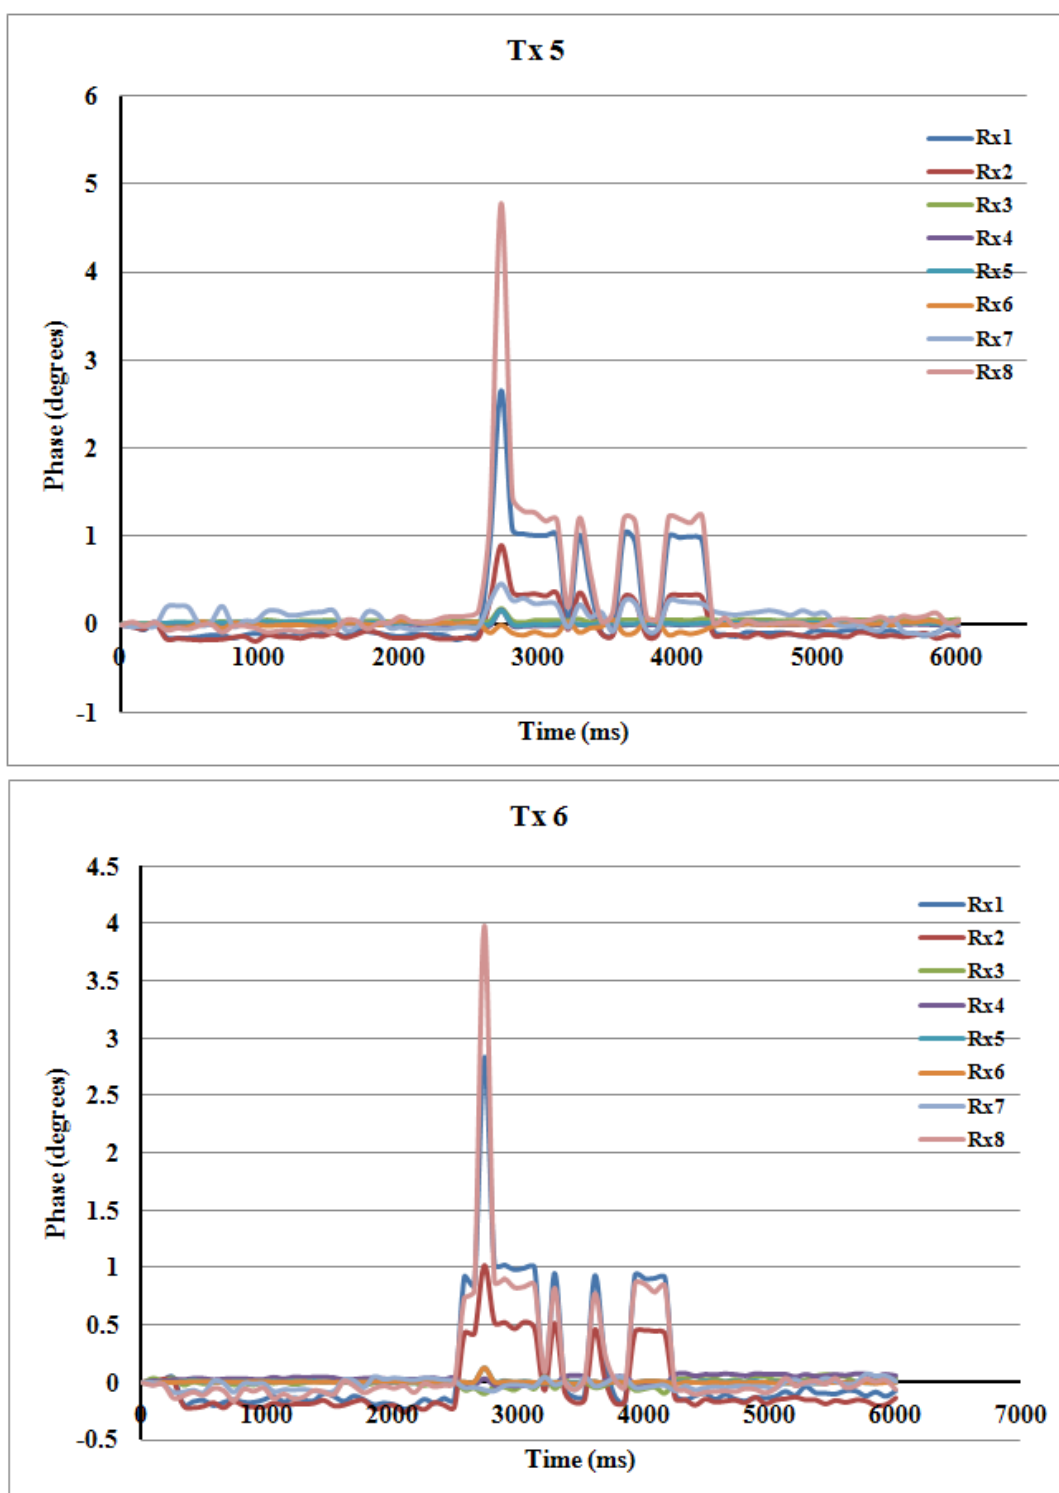 Tx 5
6
5
4
3
2
1
0
-1
Phase (degrees)
0 1000 2000 3000 4000 5000 6000
Time (ms)
Rx1
Rx2
Rx3
Rx4
Rx5
Rx6
Rx7
Rx8
Tx 6
4.5
4
3.5
3
2.5
2
1.5
1
0.5
0
-0.5
Phase (degrees)
0 1000 2000 3000 4000 5000 6000 7000
Time (ms)
Rx1
Rx2
Rx3
Rx4
Rx5
Rx6
Rx7
Rx8